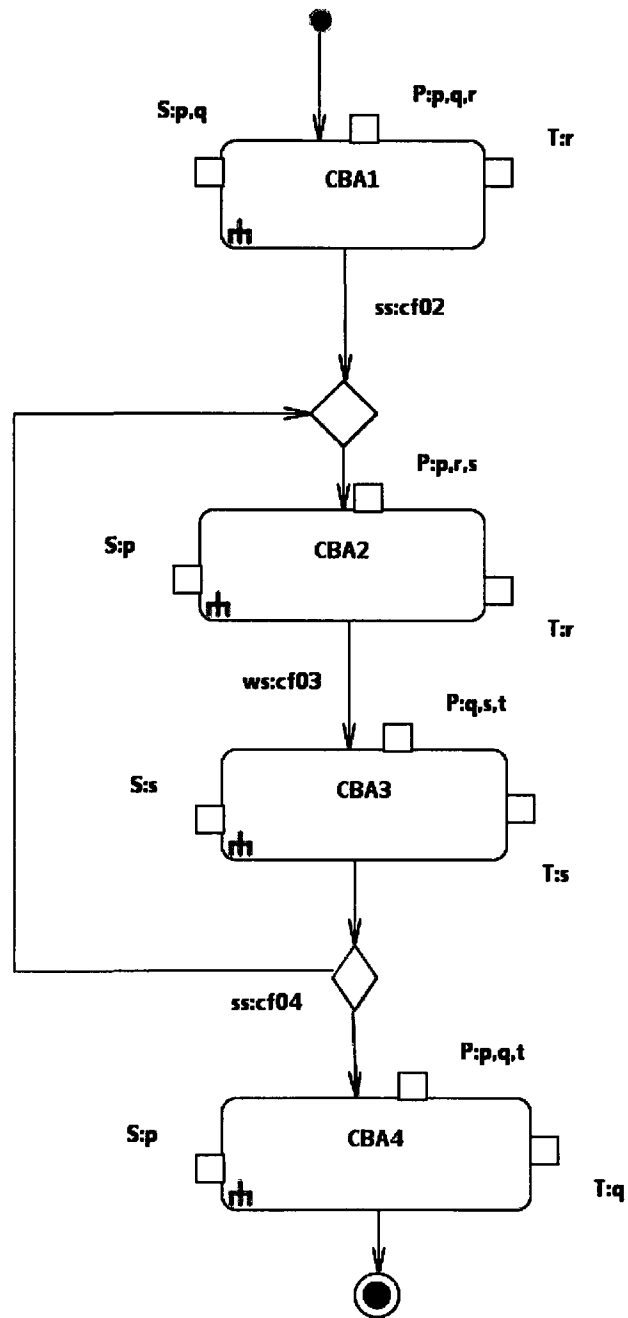 P:p,q,r
S:p,q
T:r
CBA1
ss:cf02
P:p,r,s
CBA2
S:p
T:r
ws:cf03
P:q,s,t
S:s
CBA3
T:s
ss:cf04
P:p,q,t
S:p
CBA4
T:q